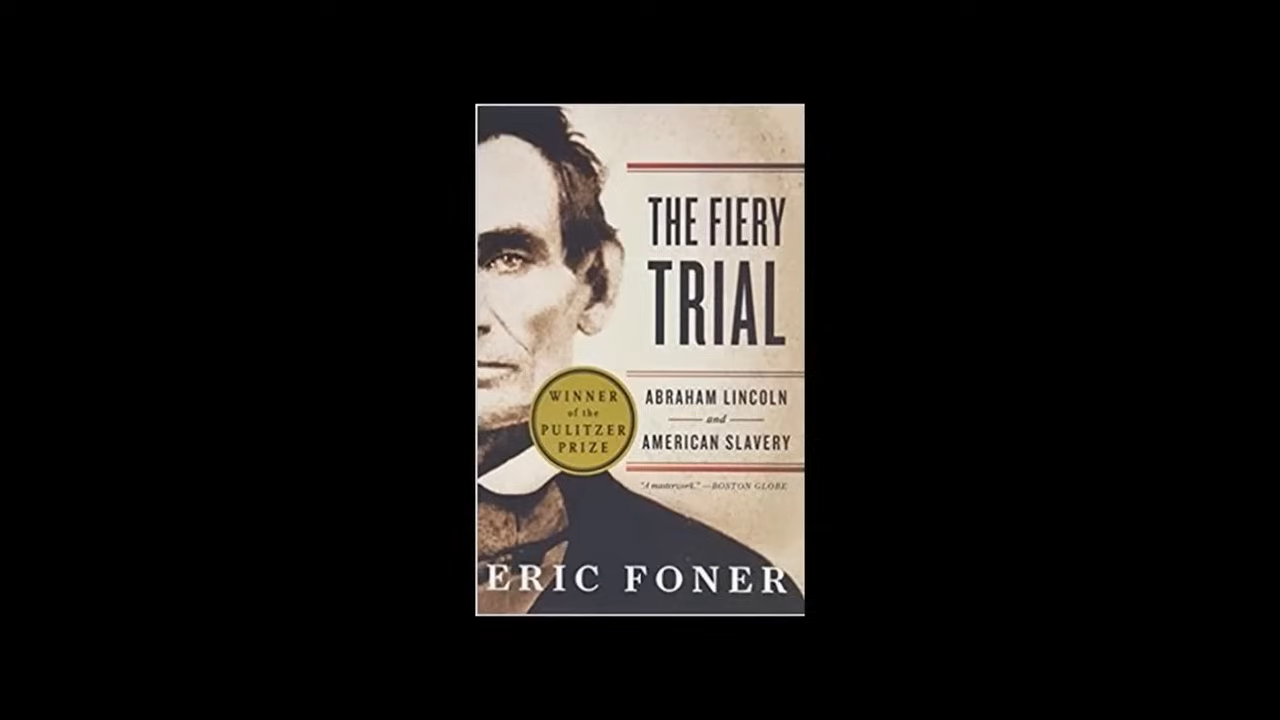 THE FIERY
TRIAL
WINNER
of the
PULITZER
PRIZE
ABRAHAM LINCOLN
and
AMERICAN SLAVERY
"A masterwork." —BOSTON GLOBE
ERIC FONER